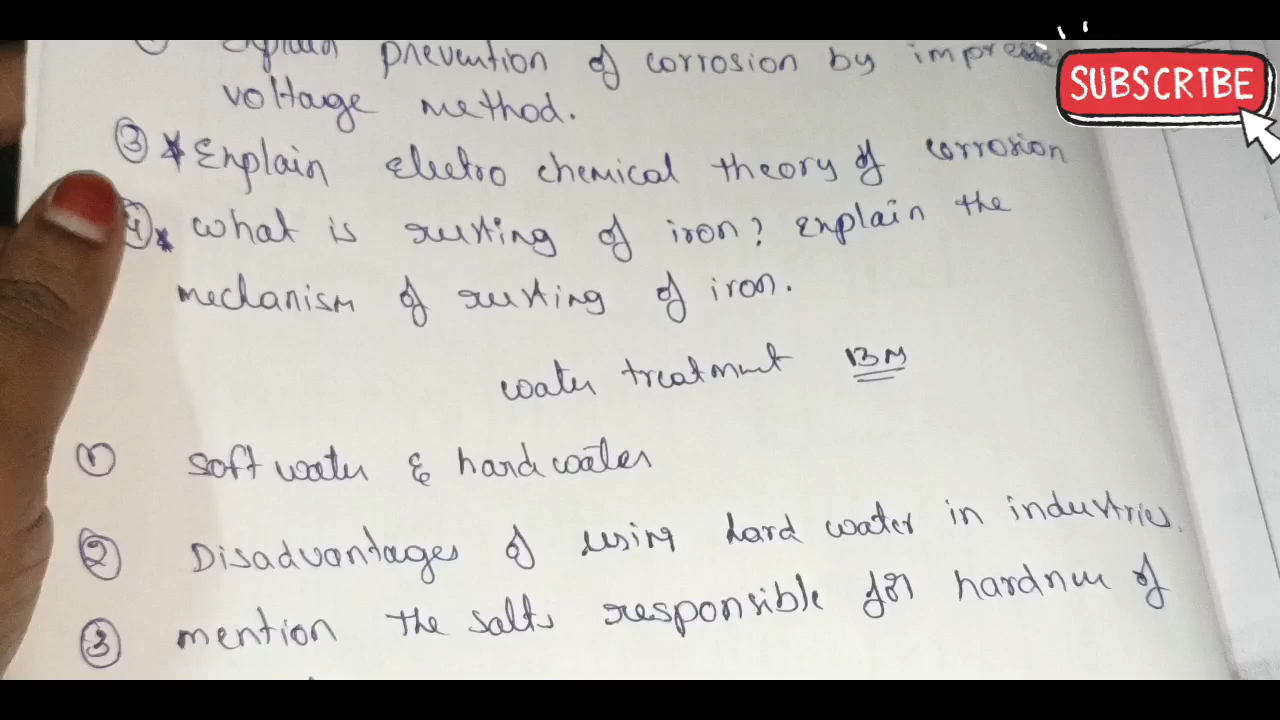 Explain prevention of corrosion by impressed
voltage method.
③ * Explain electro chemical theory of corrosion
④ * what is rusting of iron? Explain the
mechanism of rusting of iron.
water treatment 13M
① soft water & hard water
② Disadvantages of using hard water in industries.
③ mention the salts responsible for hardness of
SUBSCRIBE